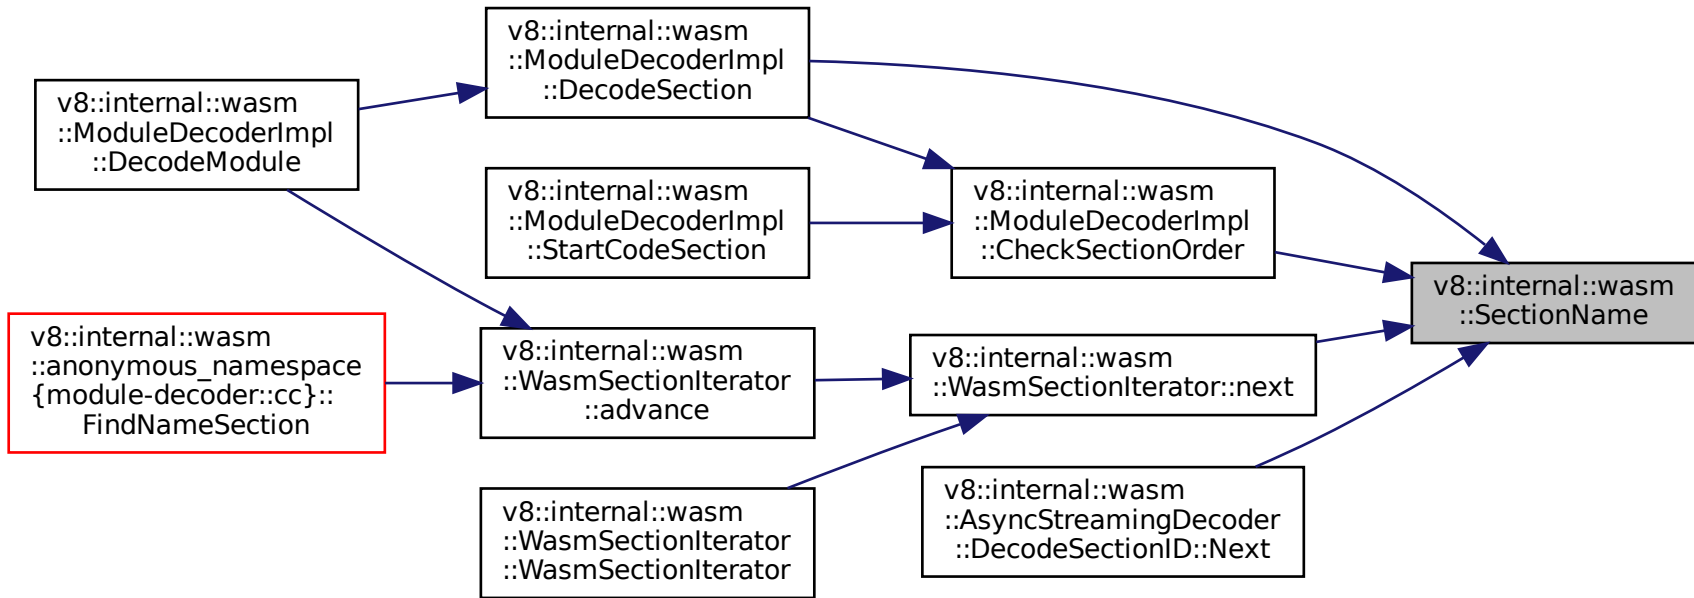 v8::internal::wasm
::ModuleDecoderImpl
::DecodeSection
v8::internal::wasm
::ModuleDecoderImpl
::DecodeModule
v8::internal::wasm
::ModuleDecoderImpl
::StartCodeSection
v8::internal::wasm
::ModuleDecoderImpl
::CheckSectionOrder
v8::internal::wasm
::SectionName
v8::internal::wasm
::anonymous_namespace
{module-decoder::cc}::
FindNameSection
v8::internal::wasm
::WasmSectionIterator
::advance
v8::internal::wasm
::WasmSectionIterator::next
v8::internal::wasm
::WasmSectionIterator
::WasmSectionIterator
v8::internal::wasm
::AsyncStreamingDecoder
::DecodeSectionID::Next